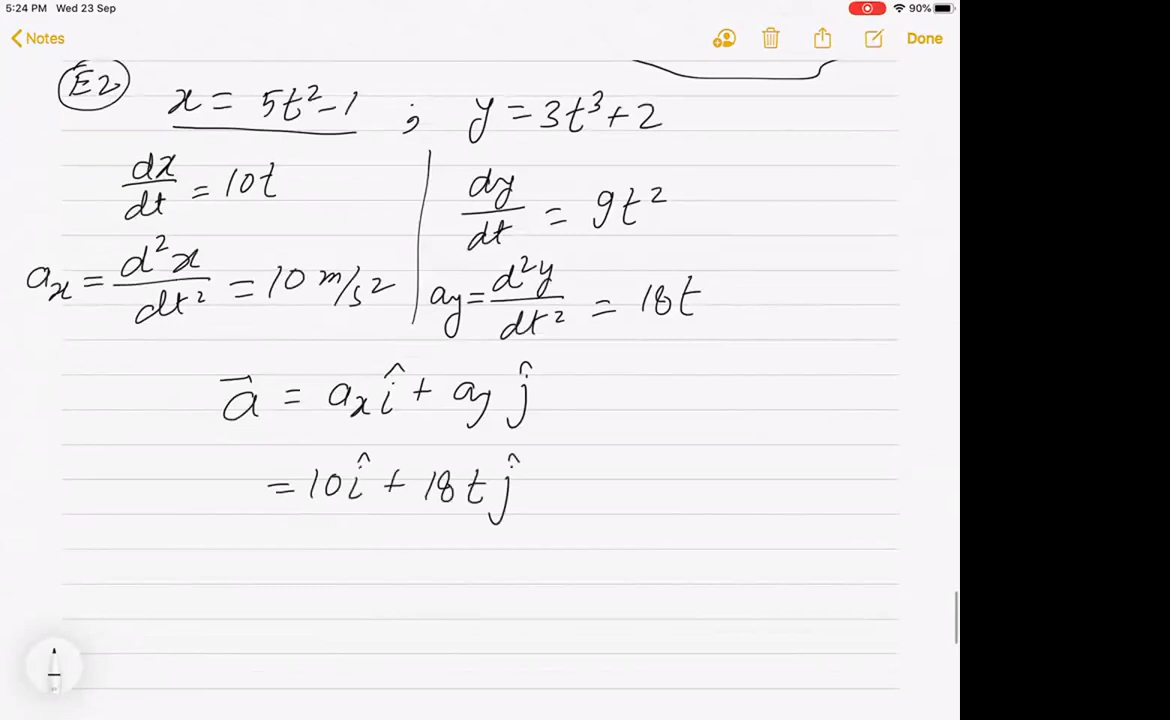 5:24 PM Wed 23 Sep 90%
Notes Done
E2 x = 5t²-1 ; y = 3t³+2
dx/dt = 10t
dy/dt = 9t²
aₓ = d²x/dt² = 10 m/s²
ay = d²y/dt² = 18t
a⃗ = aₓ î + ay ĵ
= 10 î + 18t ĵ